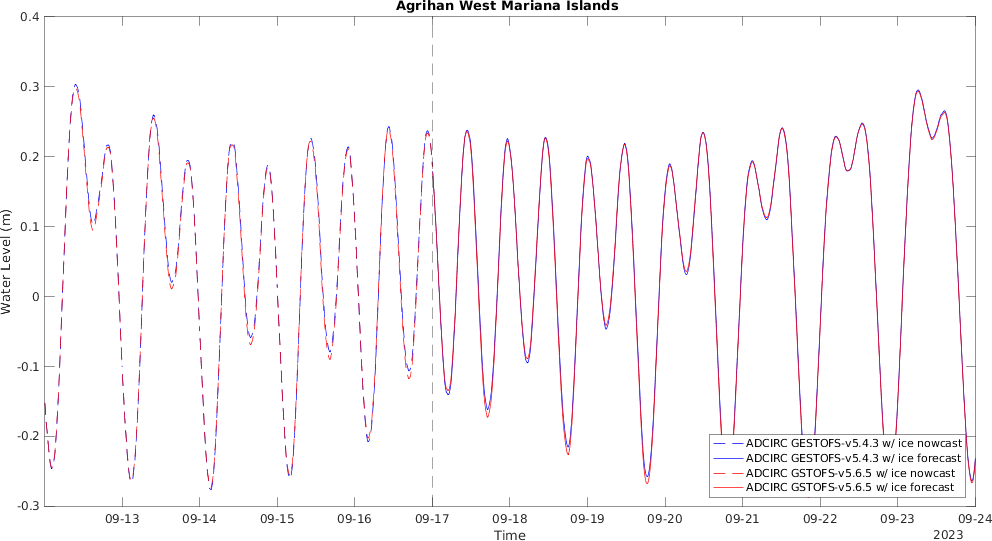 Agrihan West Mariana Islands
0.4
0.3
0.2
0.1
0
-0.1
-0.2
-0.3
Water Level (m)
ADCIRC GESTOFS-v5.4.3 w/ ice nowcast
ADCIRC GESTOFS-v5.4.3 w/ ice forecast
ADCIRC GSTOFS-v5.6.5 w/ ice nowcast
ADCIRC GSTOFS-v5.6.5 w/ ice forecast
09-13 09-14 09-15 09-16 09-17 09-18 09-19 09-20 09-21 09-22 09-23 09-24
Time
2023